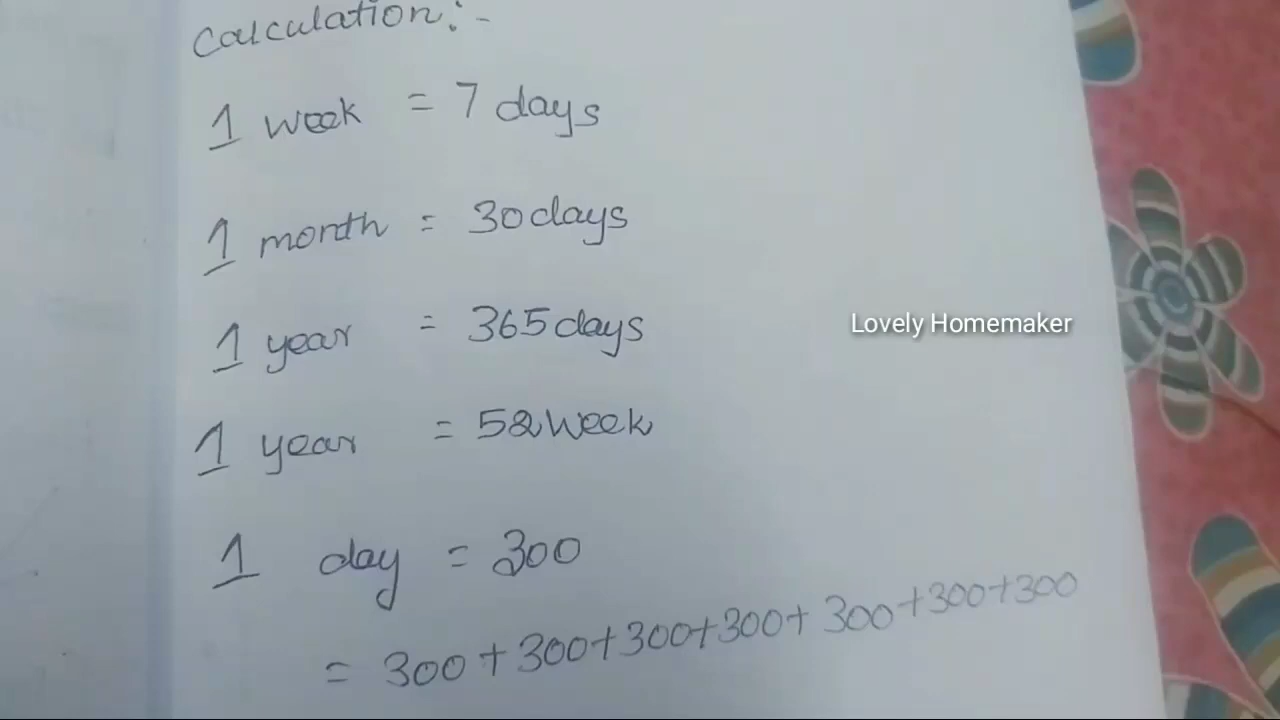 Calculation:-
1 week = 7 days
1 month = 30 days
1 year = 365 days
Lovely Homemaker
1 year = 52 week
1 day = 300
= 300 + 300 + 300 + 300 + 300 + 300 + 300